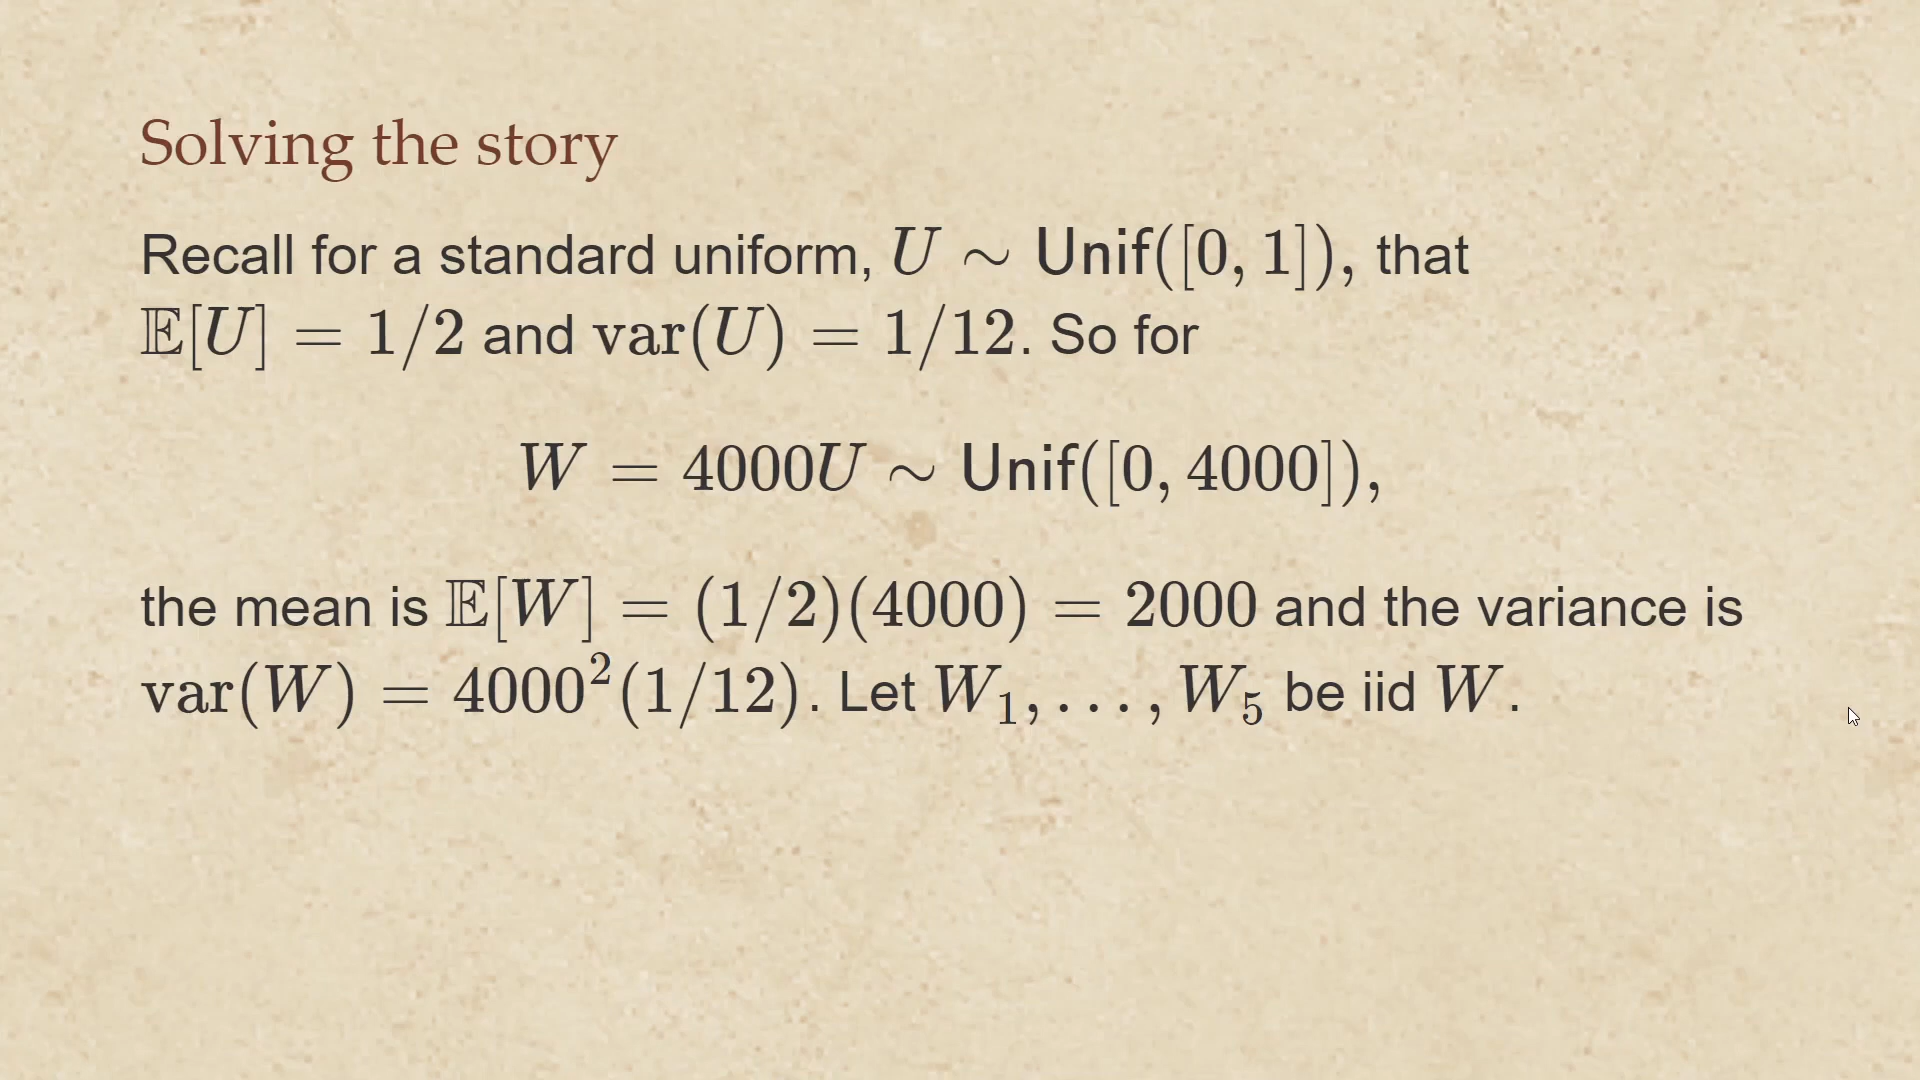 Solving the story
Recall for a standard uniform, U ∼ Unif([0, 1]), that
𝔼[U] = 1/2 and var(U) = 1/12. So for
W = 4000U ∼ Unif([0, 4000]),
the mean is 𝔼[W] = (1/2)(4000) = 2000 and the variance is
var(W) = 4000²(1/12). Let W₁, . . . , W₅ be iid W.